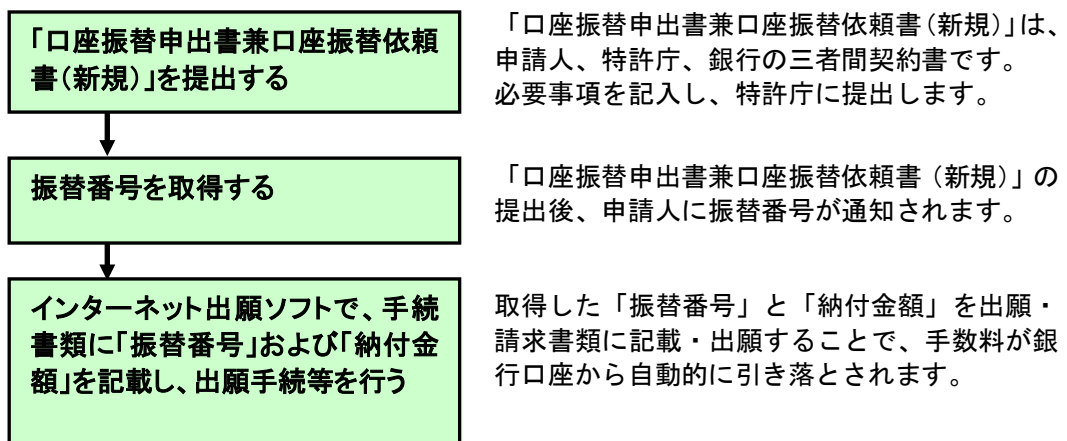 「口座振替申出書兼口座振替依頼
書（新規）」を提出する
「口座振替申出書兼口座振替依頼書（新規）」は、
申請人、特許庁、銀行の三者間契約書です。
必要事項を記入し、特許庁に提出します。
振替番号を取得する
「口座振替申出書兼口座振替依頼書（新規）」の
提出後、申請人に振替番号が通知されます。
インターネット出願ソフトで、手続
書類に「振替番号」および「納付金
額」を記載し、出願手続等を行う
取得した「振替番号」と「納付金額」を出願・
請求書類に記載・出願することで、手数料が銀
行口座から自動的に引き落とされます。